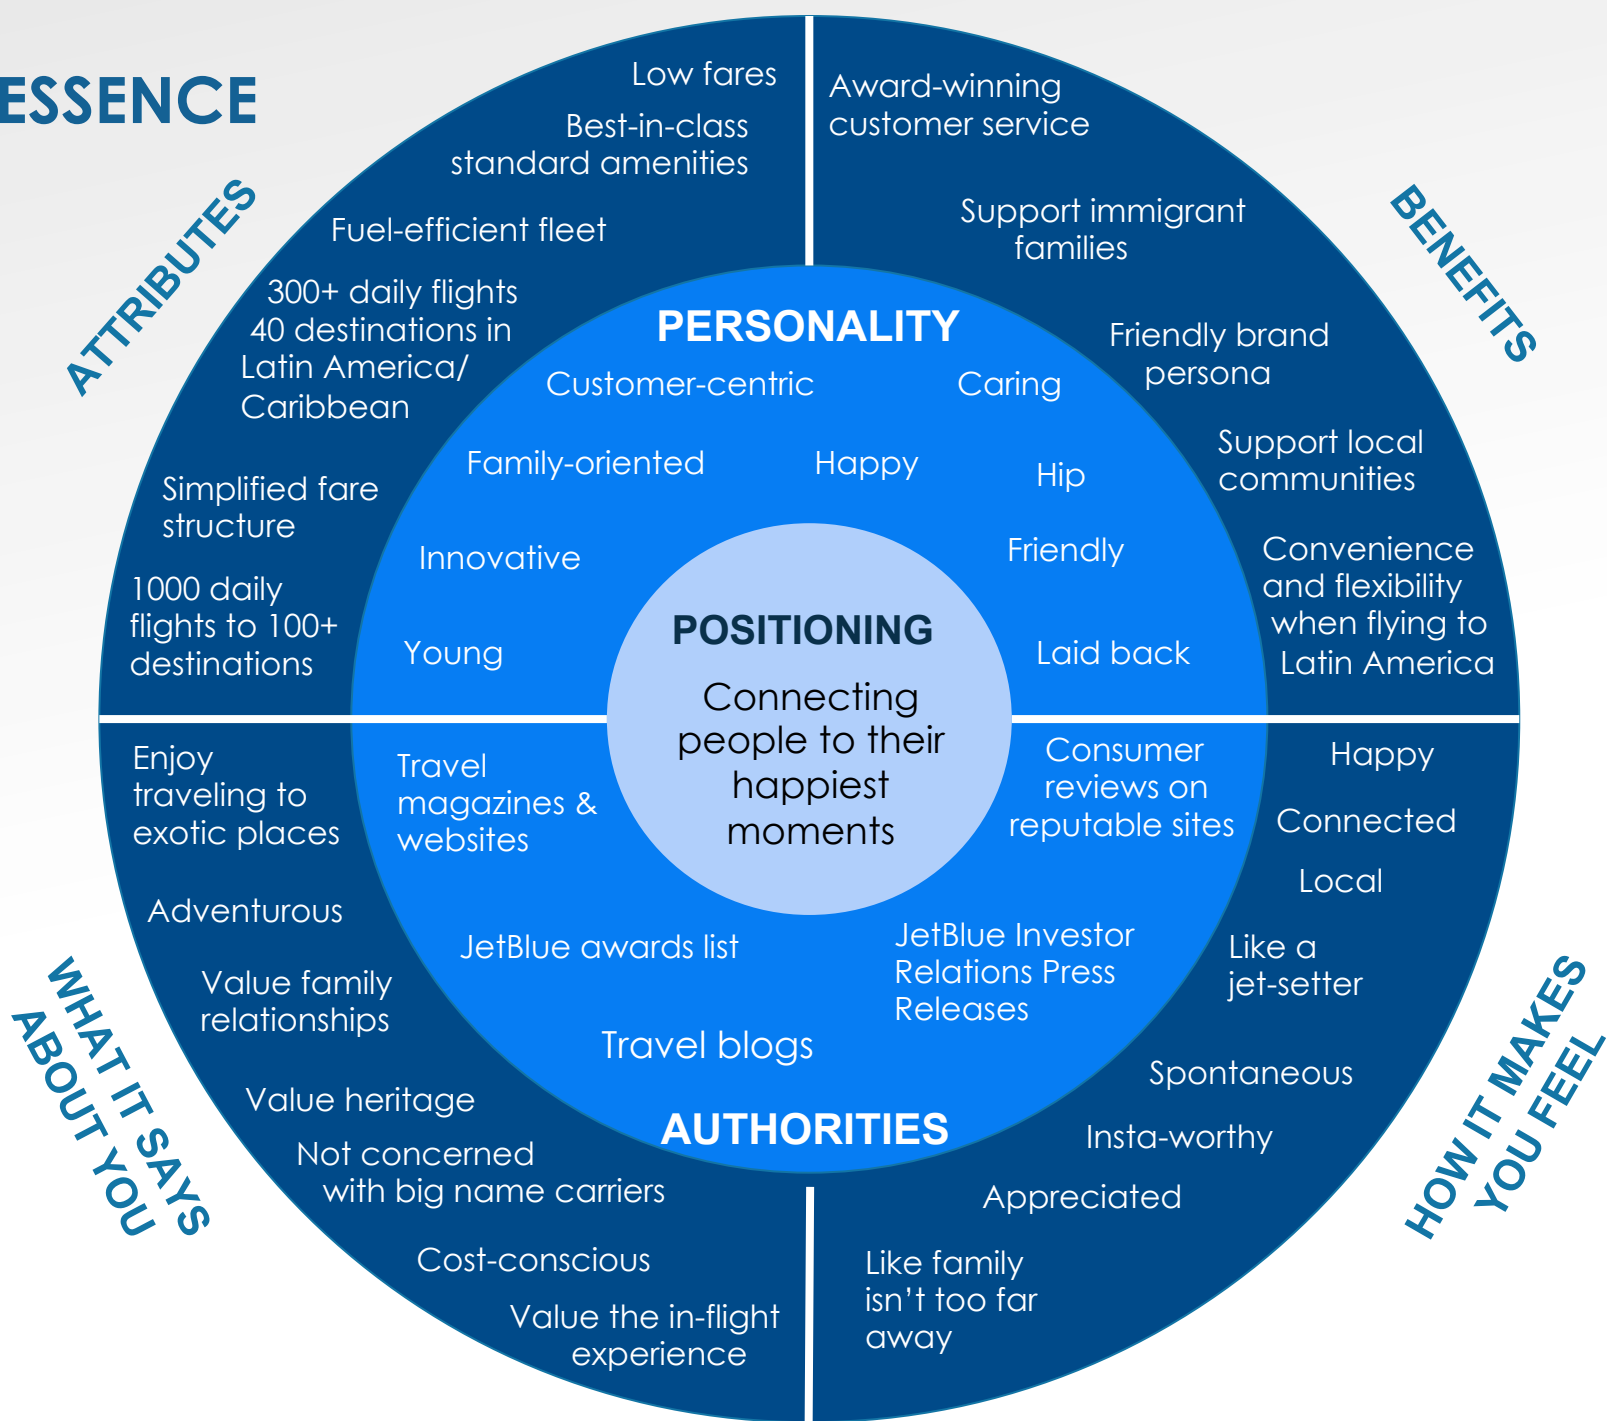 ESSENCE
ATTRIBUTES
Low fares
Best-in-class
standard amenities
Fuel-efficient fleet
300+ daily flights
40 destinations in
Latin America/
Caribbean
Simplified fare
structure
1000 daily
flights to 100+
destinations
BENEFITS
Award-winning
customer service
Support immigrant
families
Friendly brand
persona
Support local
communities
Convenience
and flexibility
when flying to
Latin America
PERSONALITY
Customer-centric
Caring
Family-oriented
Happy
Hip
Innovative
Friendly
Young
Laid back
POSITIONING
Connecting
people to their
happiest
moments
WHAT IT SAYS
ABOUT YOU
Enjoy
traveling to
exotic places
Adventurous
Value family
relationships
Value heritage
Not concerned
with big name carriers
Cost-conscious
Value the in-flight
experience
Travel
magazines &
websites
Consumer
reviews on
reputable sites
JetBlue awards list
JetBlue Investor
Relations Press
Releases
Travel blogs
AUTHORITIES
HOW IT MAKES
YOU FEEL
Happy
Connected
Local
Like a
jet-setter
Spontaneous
Insta-worthy
Appreciated
Like family
isn't too far
away